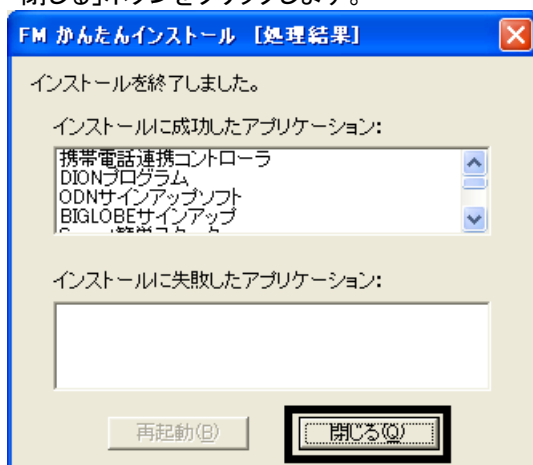 閉じる]ボタンをクリックします。
FM かんたんインストール [処理結果]
インストールを終了しました。
インストールに成功したアプリケーション:
携帯電話連携コントローラ
DIONプログラム
ODNサインアップソフト
BIGLOBEサインアップ
インストールに失敗したアプリケーション:
再起動(B)
閉じる(Q)